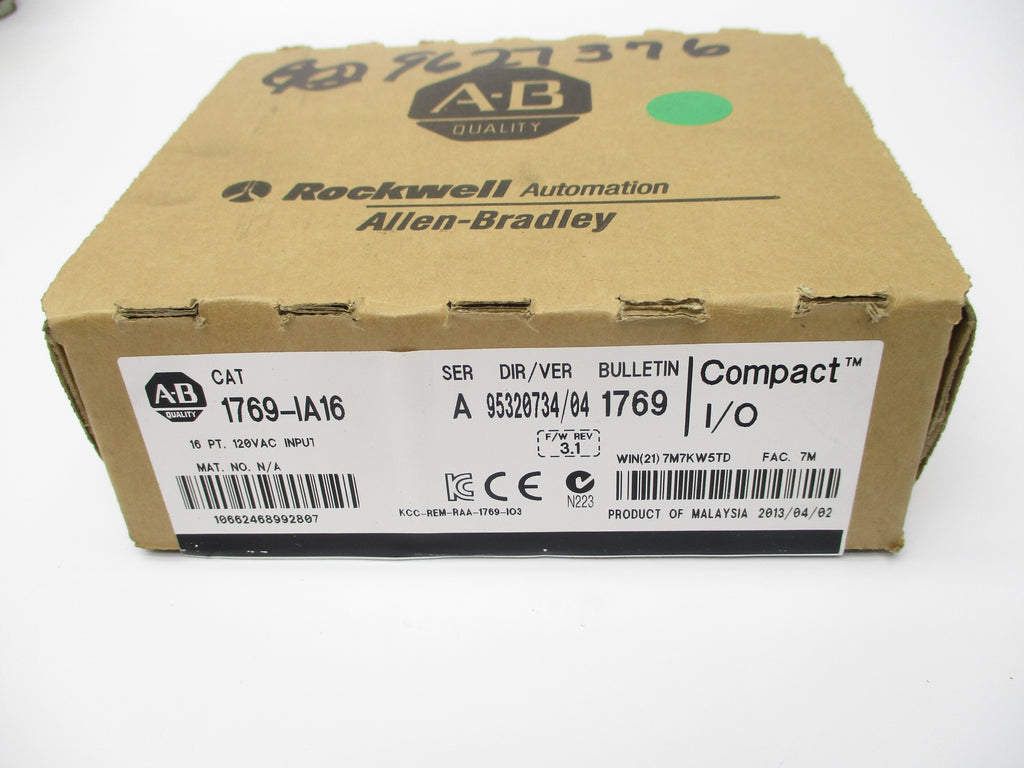 9627376
A-B
QUALITY
Rockwell Automation
Allen-Bradley
A-B
QUALITY
CAT
1769-IA16
16 PT. 120VAC INPUT
MAT. NO. N/A
10662468992807
SER DIR/VER BULLETIN
A 95320734/04 1769
F/W REV
3.1
KCC-REM-RAA-1769-IO3
CE
N223
Compact™
I/O
WIN(21) 7M7KW5TD FAC. 7M
PRODUCT OF MALAYSIA 2013/04/02